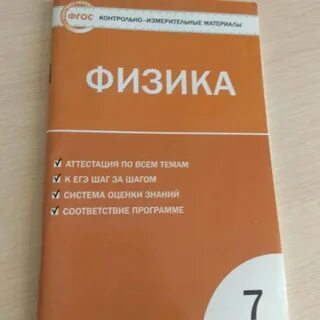 ФГОС
КОНТРОЛЬНО-ИЗМЕРИТЕЛЬНЫЕ МАТЕРИАЛЫ
ФИЗИКА
АТТЕСТАЦИЯ ПО ВСЕМ ТЕМАМ
К ЕГЭ ШАГ ЗА ШАГОМ
СИСТЕМА ОЦЕНКИ ЗНАНИЙ
СООТВЕТСТВИЕ ПРОГРАММЕ
7